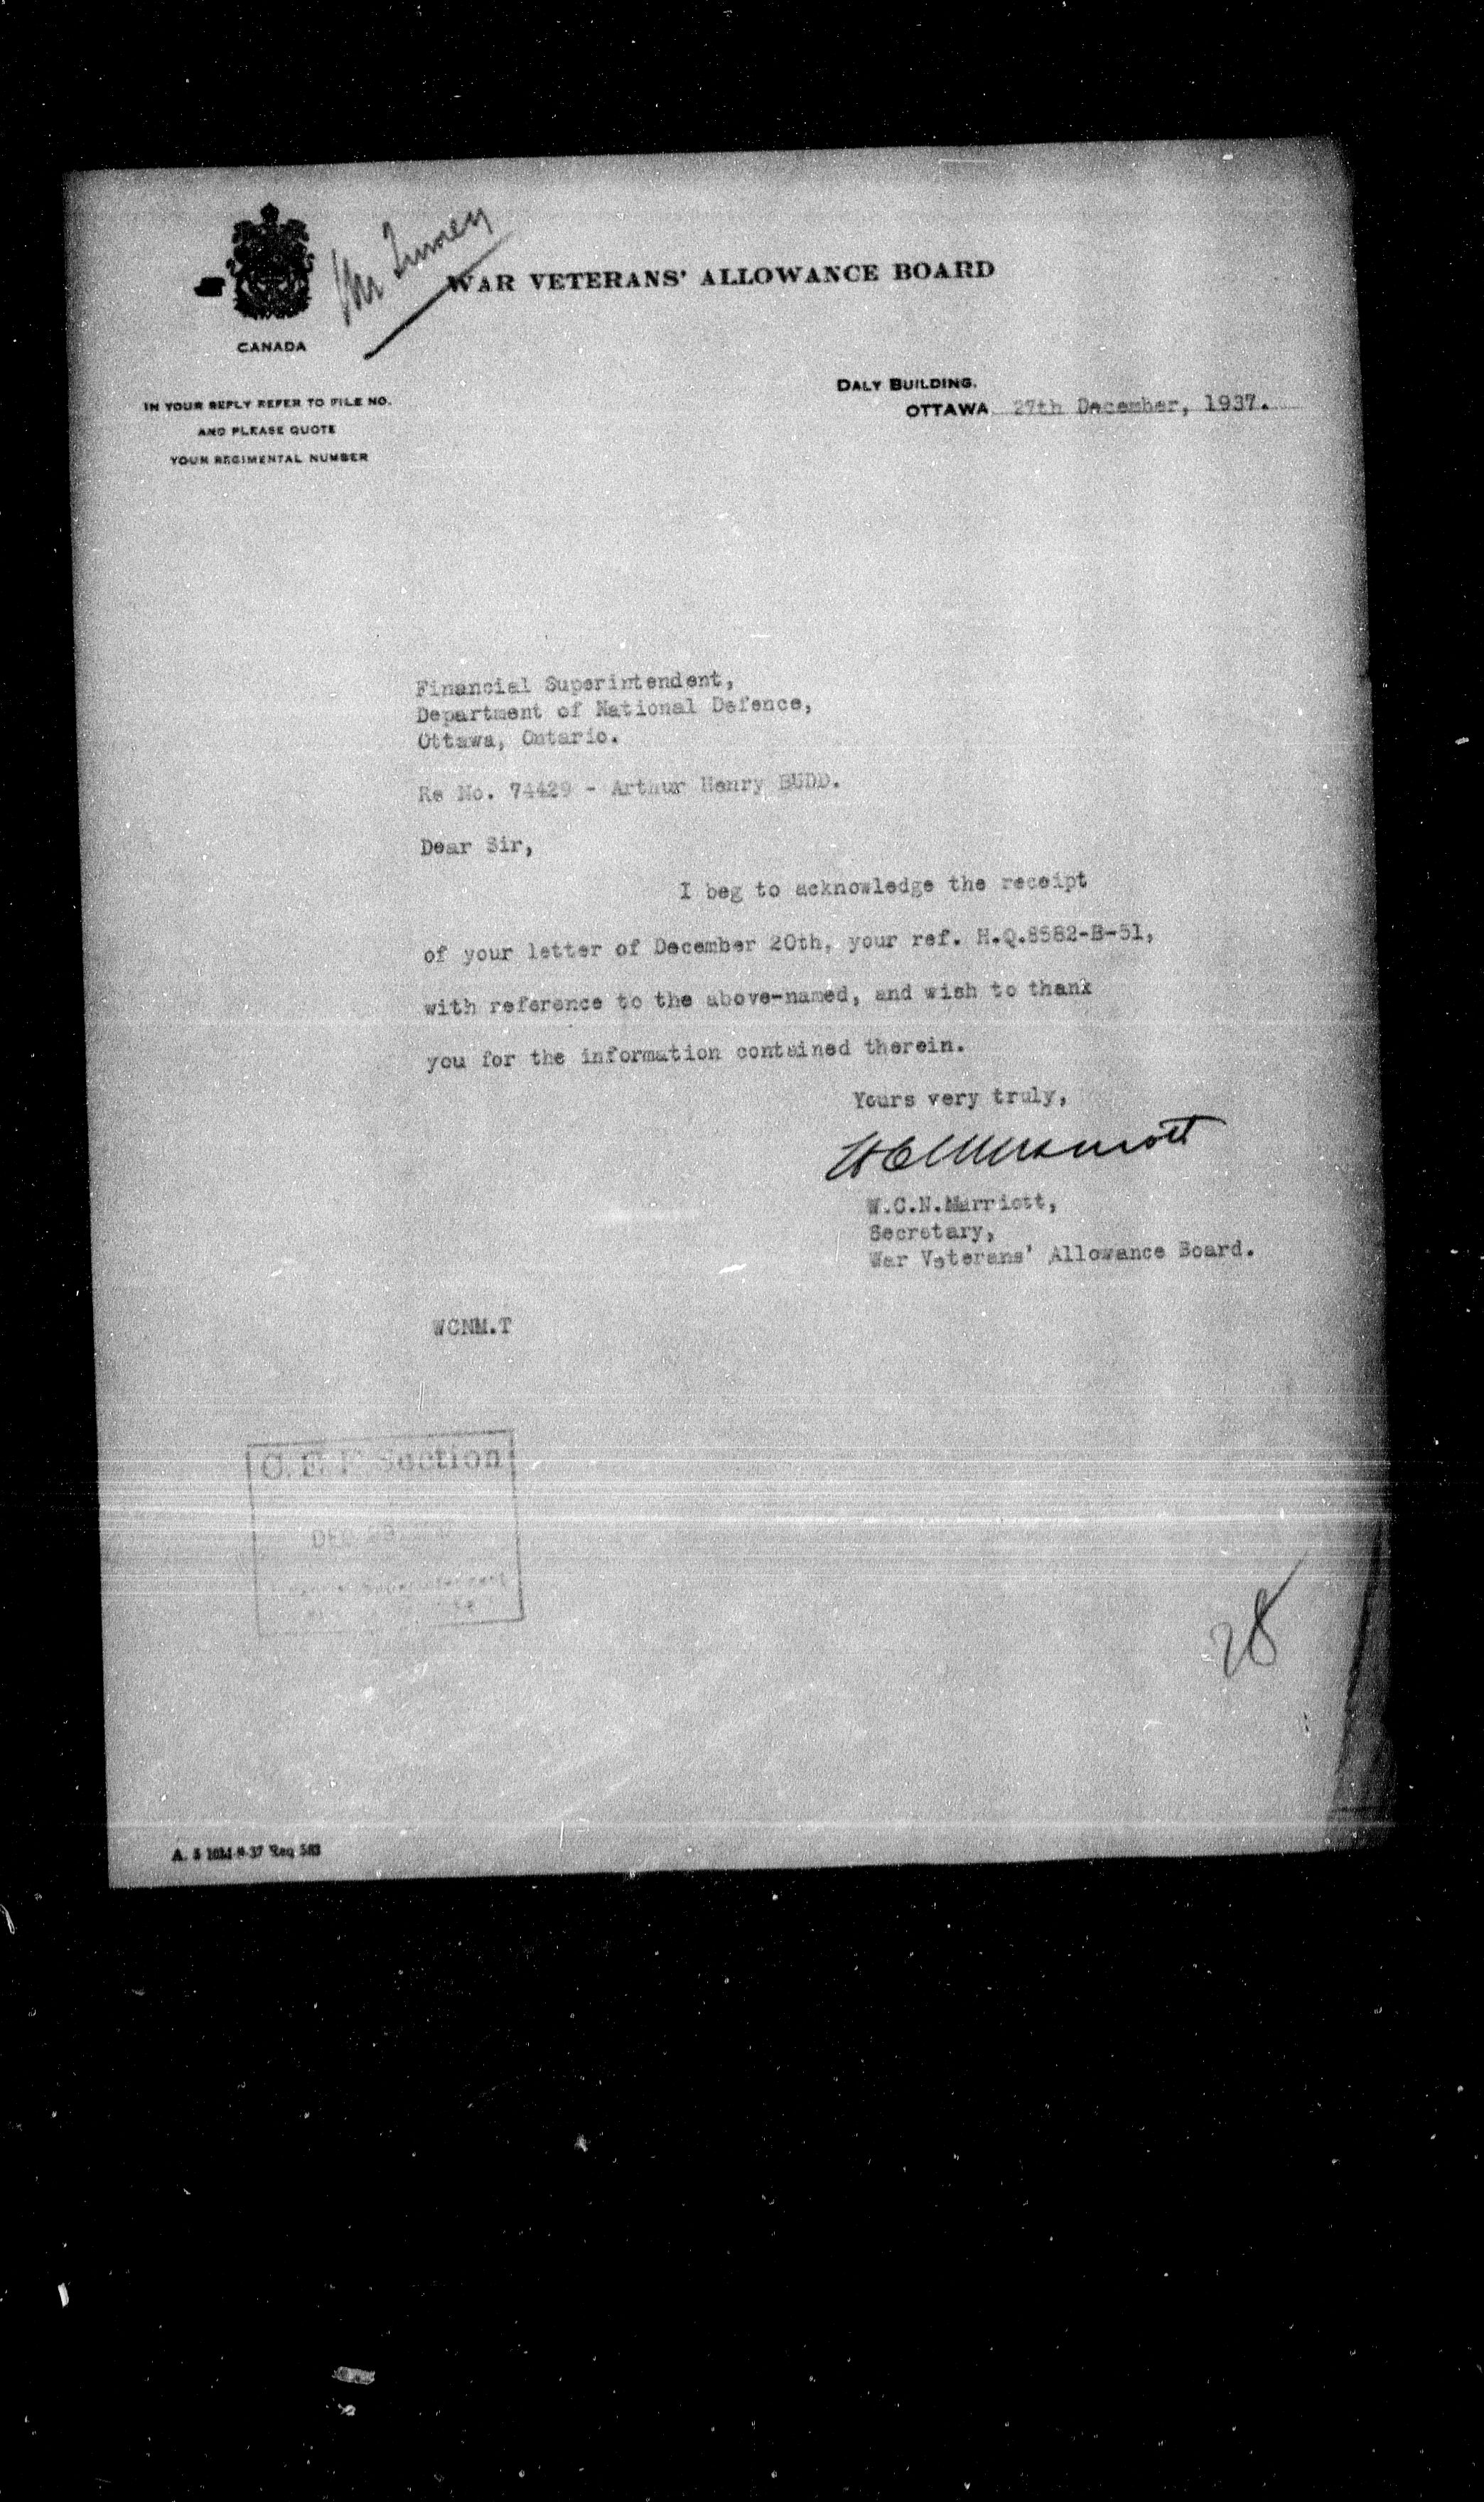 WAR VETERANS' ALLOWANCE BOARD
CANADA
IN YOUR REPLY REFER TO FILE NO.
AND PLEASE QUOTE
YOUR REGIMENTAL NUMBER
DALY BUILDING.
OTTAWA 27th December, 1937.
Financial Superintendent,
Department of National Defence,
Ottawa, Ontario.
Re No. 74429 - Arthur Henry BUDD.
Dear Sir,
I beg to acknowledge the receipt
of your letter of December 20th, your ref. H.Q.8582-B-51,
with reference to the above-named, and wish to thank
you for the information contained therein.
Yours very truly,
W.C.N.Marriott,
Secretary,
War Veterans' Allowance Board.
WCNM.T
C.E.F. Section
DEC 28
28